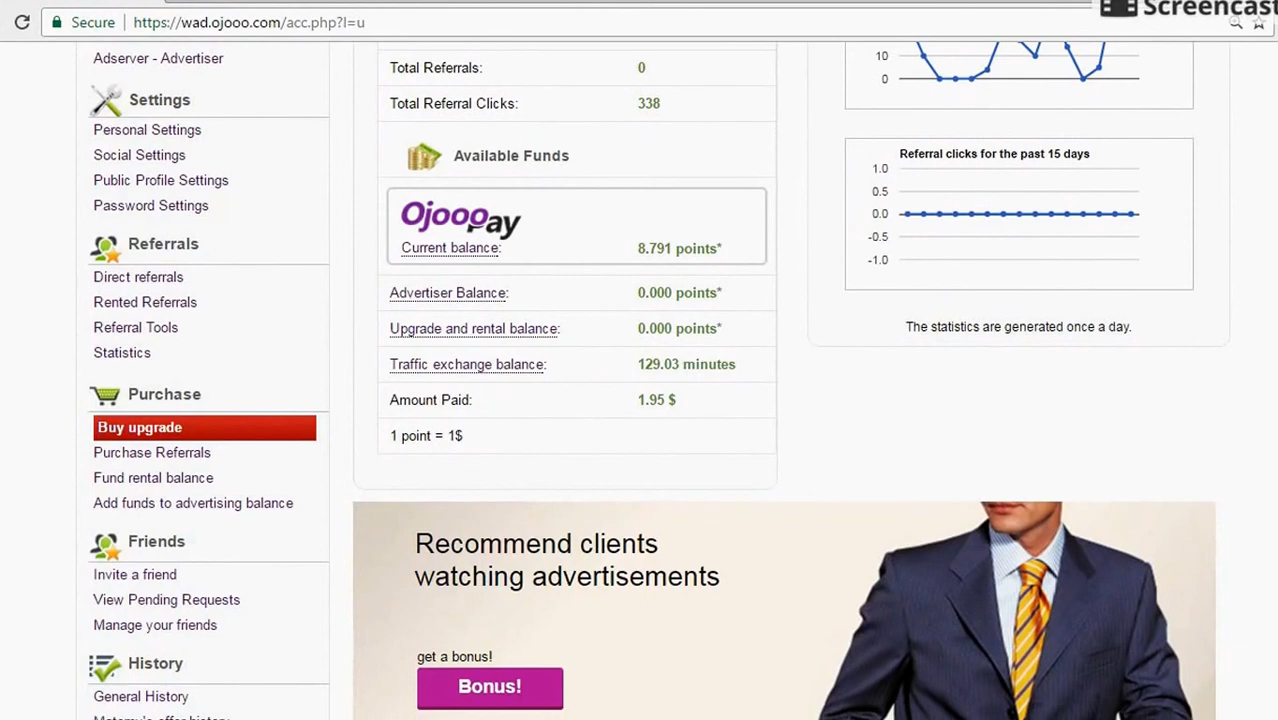 Screencast
Secure https://wad.ojooo.com/acc.php?l=u
Adserver - Advertiser
Settings
Personal Settings
Social Settings
Public Profile Settings
Password Settings
Referrals
Direct referrals
Rented Referrals
Referral Tools
Statistics
Purchase
Buy upgrade
Purchase Referrals
Fund rental balance
Add funds to advertising balance
Friends
Invite a friend
View Pending Requests
Manage your friends
History
General History
Matomy's offer history
Total Referrals: 0
Total Referral Clicks: 338
Available Funds
OjoooPay
Current balance: 8.791 points*
Advertiser Balance: 0.000 points*
Upgrade and rental balance: 0.000 points*
Traffic exchange balance: 129.03 minutes
Amount Paid: 1.95 $
1 point = 1$
10
0
Referral clicks for the past 15 days
1.0
0.5
0.0
-0.5
-1.0
The statistics are generated once a day.
Recommend clients
watching advertisements
get a bonus!
Bonus!